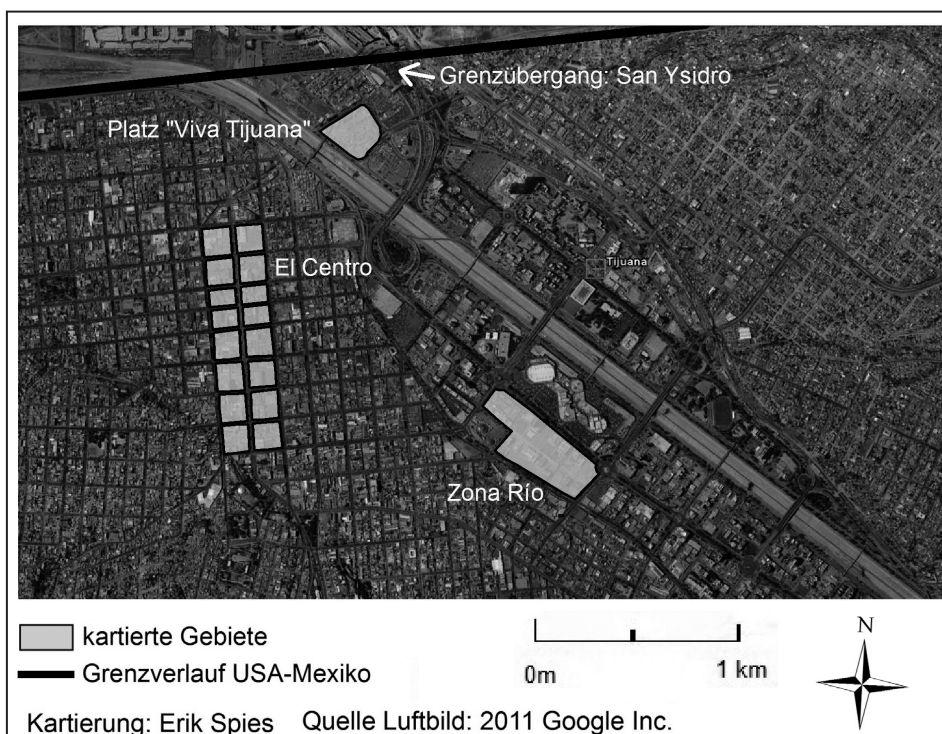 Grenzübergang: San Ysidro
Platz "Viva Tijuana"
El Centro
Tijuana
Zona Río
kartierte Gebiete
Grenzverlauf USA-Mexiko
0m 1 km
N
Kartierung: Erik Spies Quelle Luftbild: 2011 Google Inc.